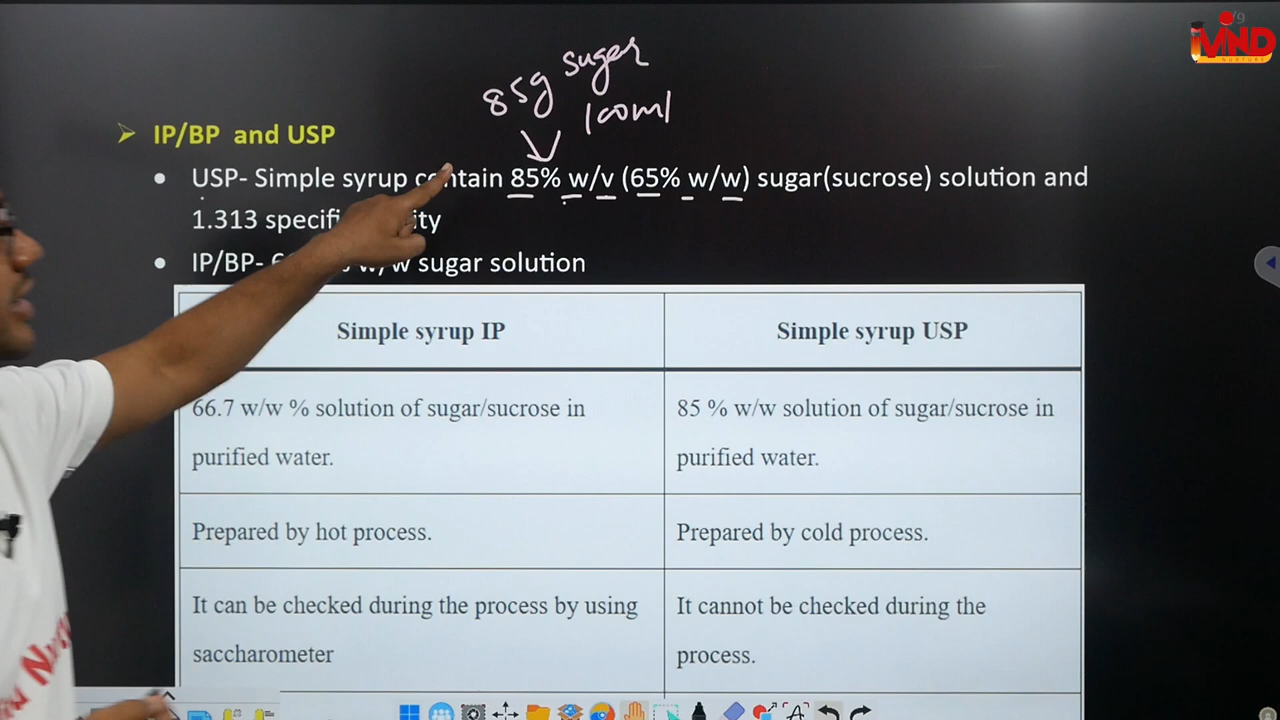 /9
MIND
NURTURE
85g sugar
100ml
IP/BP and USP
USP- Simple syrup contain 85% w/v (65% w/w) sugar(sucrose) solution and
1.313
IP/BP- w/w sugar solution
Simple syrup IP
Simple syrup USP
66.7 w/w % solution of sugar/sucrose in
purified water.
85 % w/w solution of sugar/sucrose in
purified water.
Prepared by hot process.
Prepared by cold process.
It can be checked during the process by using
saccharometer
It cannot be checked during the
process.